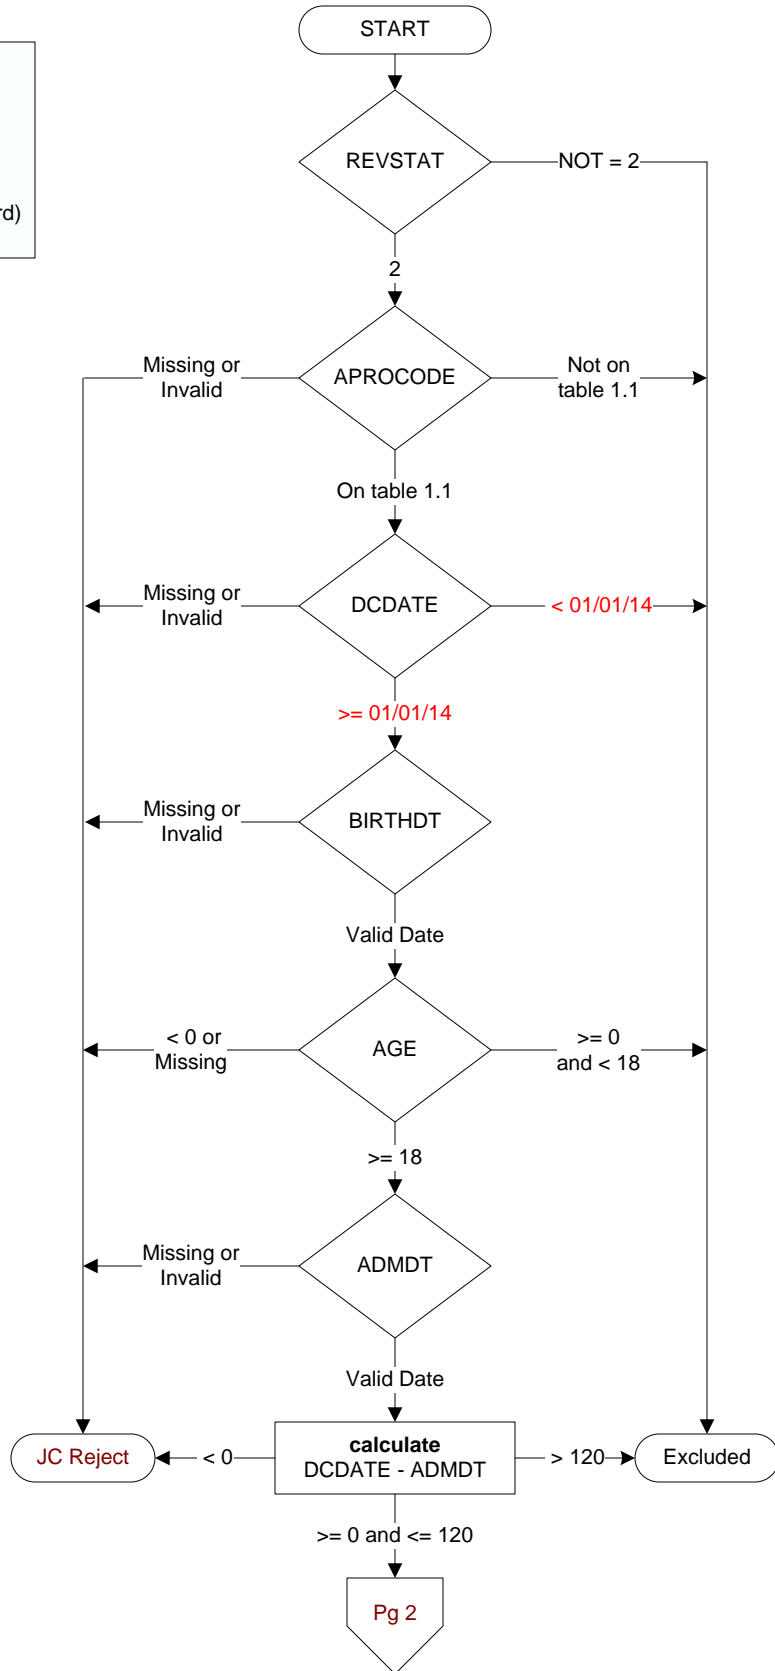 START
rd)
REVSTAT
NOT = 2
2
Missing or
Invalid
APROCODE
Not on
table 1.1
On table 1.1
Missing or
Invalid
DCDATE
< 01/01/14
>= 01/01/14
Missing or
Invalid
BIRTHDT
Valid Date
< 0 or
Missing
AGE
>= 0
and < 18
>= 18
Missing or
Invalid
ADMDT
Valid Date
JC Reject
< 0
calculate
DCDATE - ADMDT
> 120
Excluded
>= 0 and <= 120
Pg 2